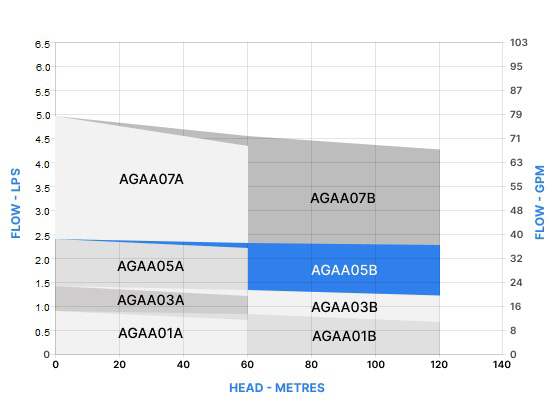 6.5 103
6.0 95
5.5 87
5.0 79
4.5 71
4.0 63
3.5 55
3.0 48
2.5 40
2.0 32
1.5 24
1.0 16
0.5 8
0 0
FLOW - LPS
FLOW - GPM
AGAA07A
AGAA07B
AGAA05A
AGAA05B
AGAA03A
AGAA03B
AGAA01A
AGAA01B
0 20 40 60 80 100 120 140
HEAD - METRES